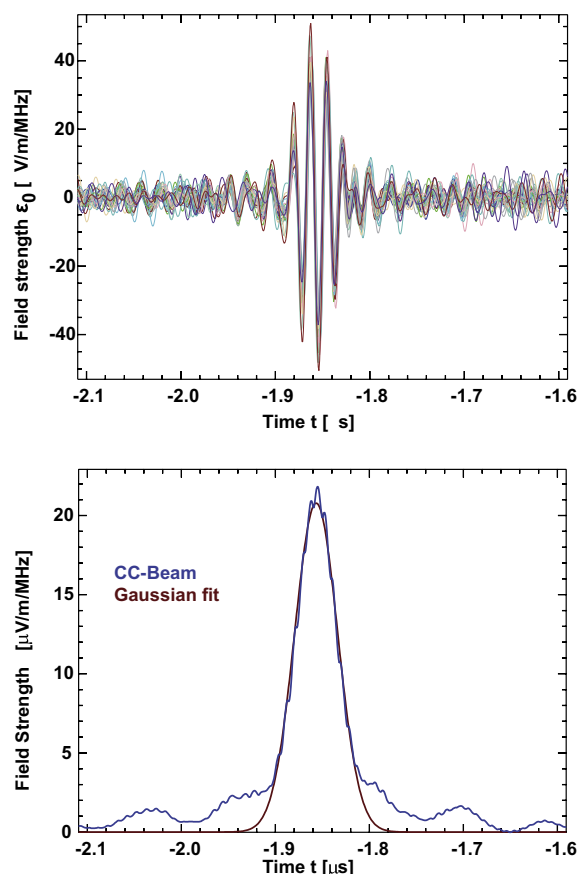 Field strength ε0 [ V/m/MHz]
40
20
0
-20
-40
-2.1 -2.0 -1.9 -1.8 -1.7 -1.6
Time t [ s]
Field Strength [μV/m/MHz]
20
15
10
5
0
CC-Beam
Gaussian fit
-2.1 -2.0 -1.9 -1.8 -1.7 -1.6
Time t [μs]